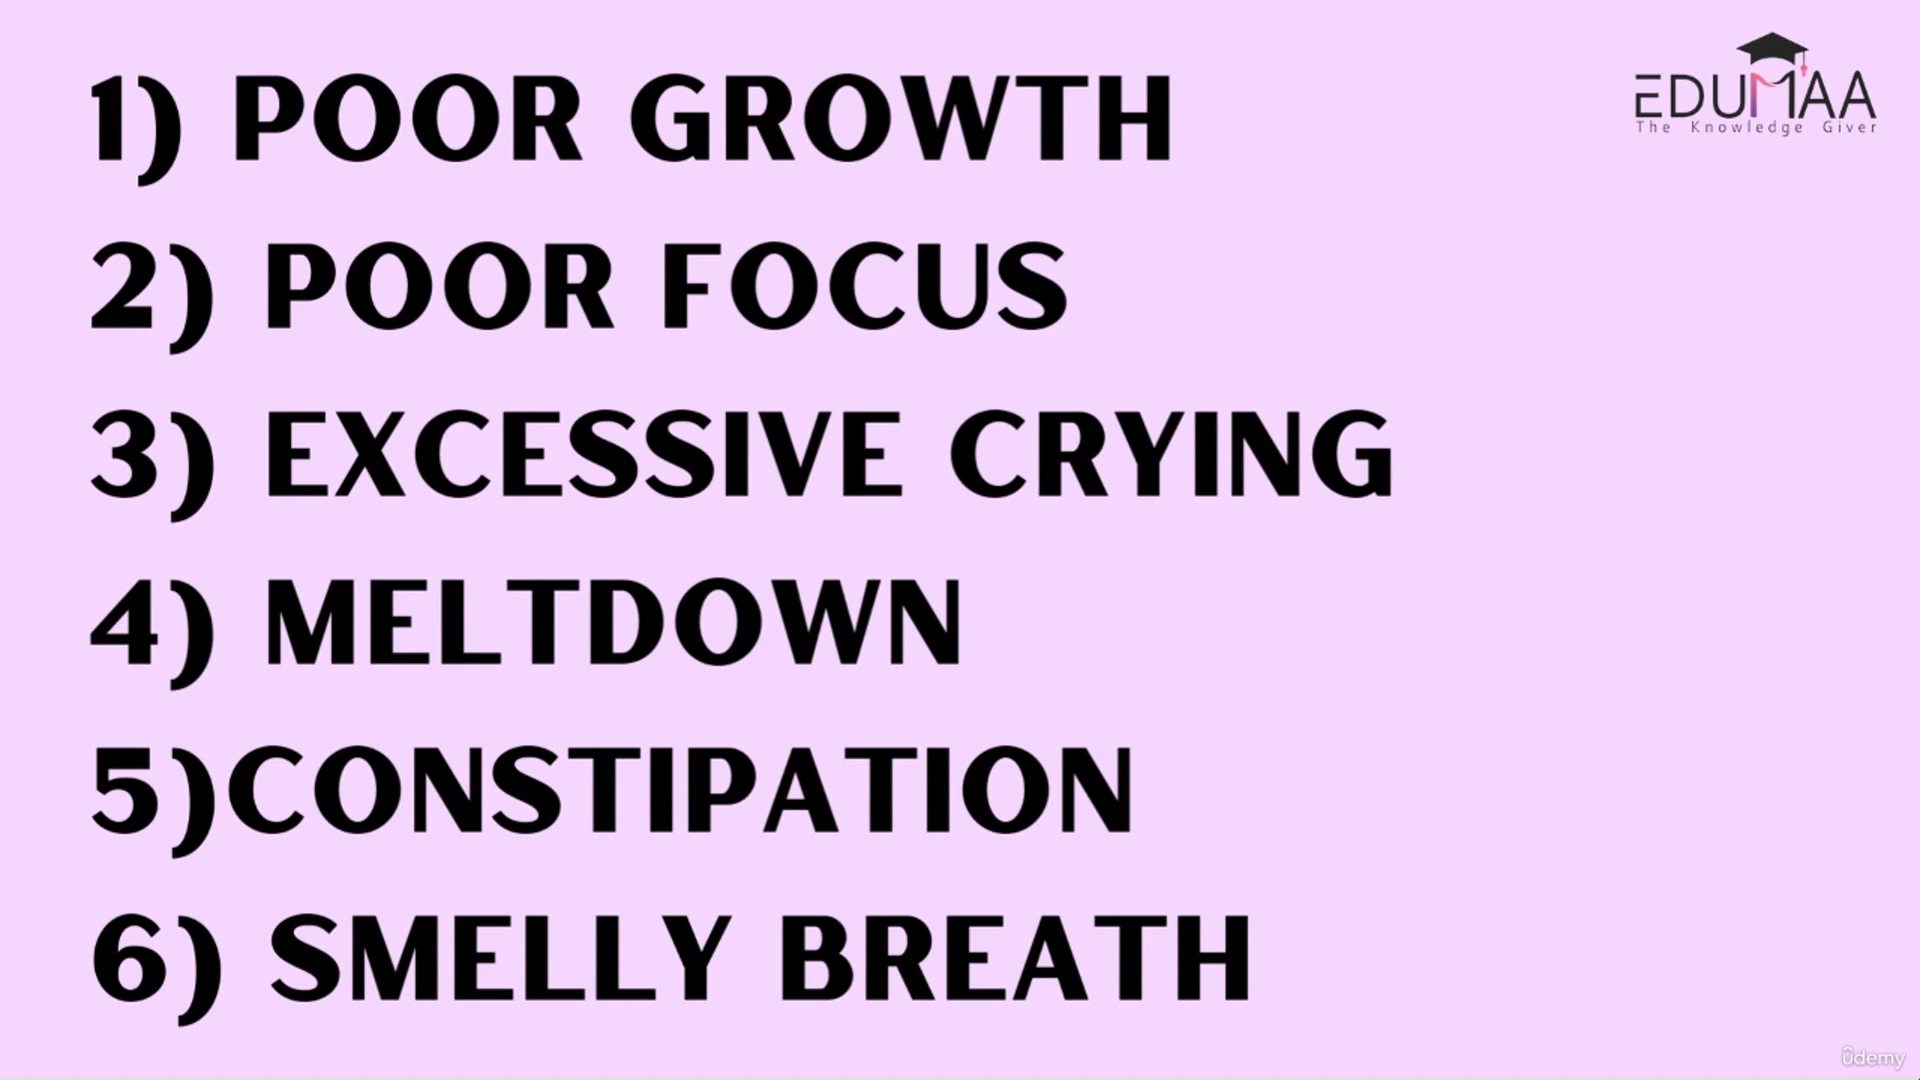 1) POOR GROWTH
2) POOR FOCUS
3) EXCESSIVE CRYING
4) MELTDOWN
5)CONSTIPATION
6) SMELLY BREATH
EDUMAA
The Knowledge Giver
ûdemy